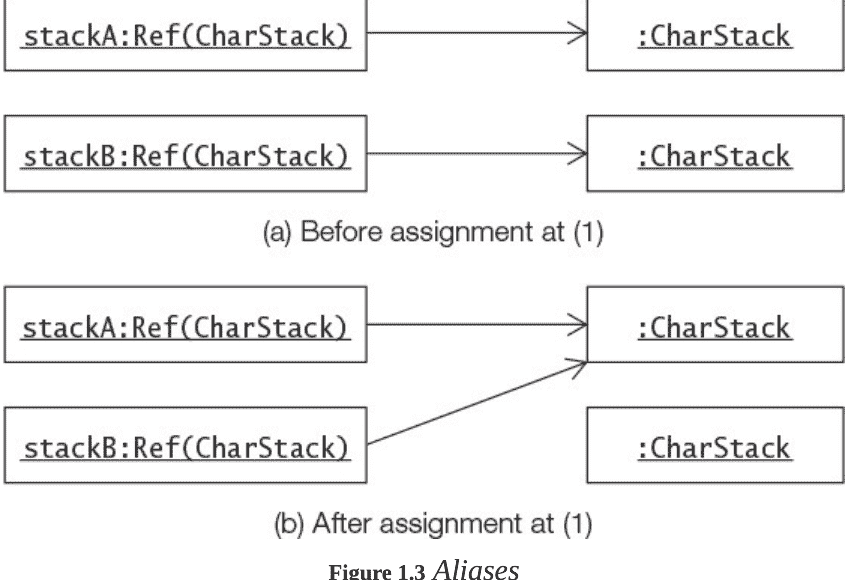 stackA:Ref(CharStack) :CharStack
stackB:Ref(CharStack) :CharStack
(a) Before assignment at (1)
stackA:Ref(CharStack) :CharStack
stackB:Ref(CharStack) :CharStack
(b) After assignment at (1)
Figure 1.3 Aliases